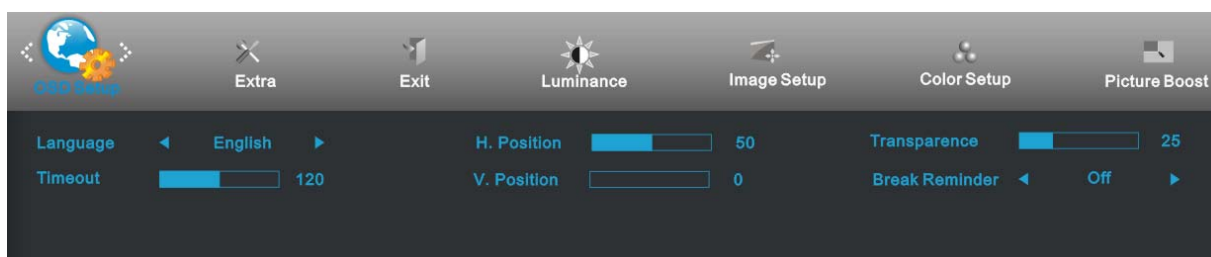 OSD Setup Extra Exit Luminance Image Setup Color Setup Picture Boost
Language English H. Position 50 Transparence 25
Timeout 120 V. Position 0 Break Reminder Off